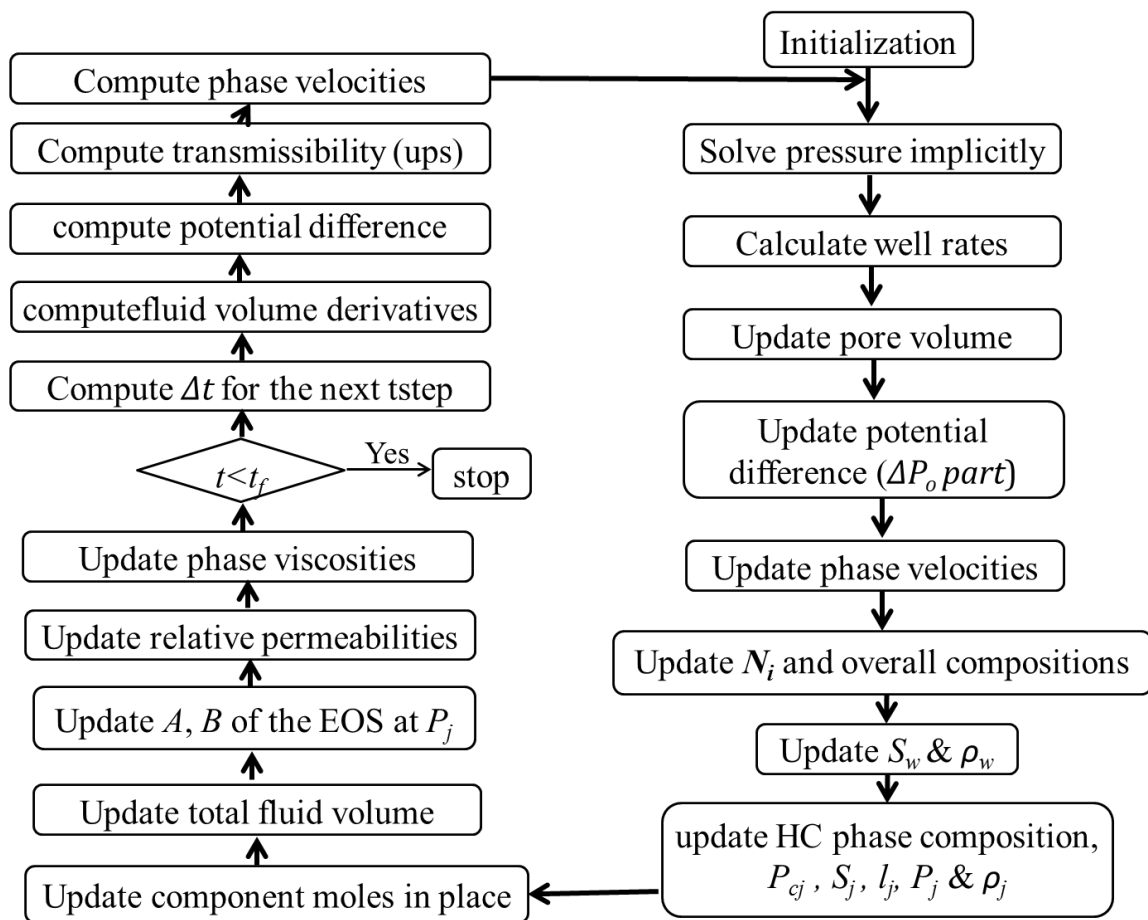 Initialization
Solve pressure implicitly
Calculate well rates
Update pore volume
Update potential
difference (ΔPₒ part)
Update phase velocities
Update Nᵢ and overall compositions
Update S_w & ρ_w
update HC phase composition,
P_cj , S_j, l_j, P_j & ρ_j
Update component moles in place
Update total fluid volume
Update A, B of the EOS at P_j
Update relative permeabilities
Update phase viscosities
t<t_f
Yes
stop
Compute Δt for the next tstep
computefluid volume derivatives
compute potential difference
Compute transmissibility (ups)
Compute phase velocities